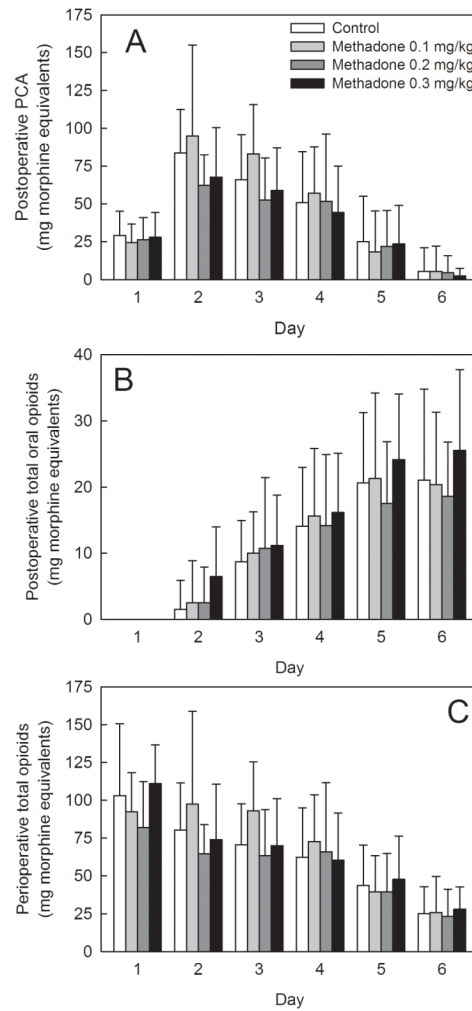 A
Control
Methadone 0.1 mg/kg
Methadone 0.2 mg/kg
Methadone 0.3 mg/kg
Postoperative PCA
(mg morphine equivalents)
175
150
125
100
75
50
25
0
1 2 3 4 5 6
Day
B
Postoperative total oral opioids
(mg morphine equivalents)
40
30
20
10
0
1 2 3 4 5 6
Day
C
Perioperative total opioids
(mg morphine equivalents)
175
150
125
100
75
50
25
0
1 2 3 4 5 6
Day